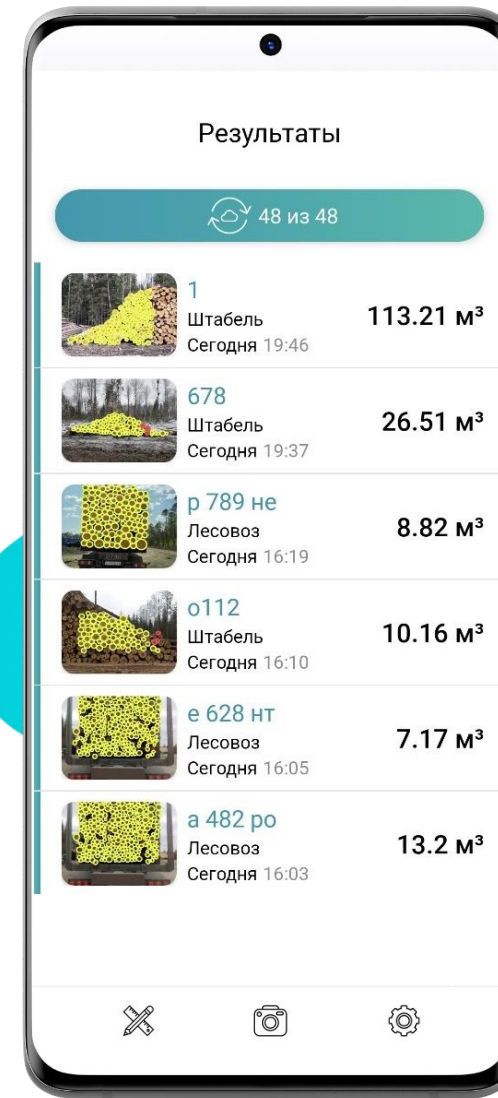 Результаты
48 из 48
1
Штабель
Сегодня 19:46
113.21 м³
678
Штабель
Сегодня 19:37
26.51 м³
р 789 не
Лесовоз
Сегодня 16:19
8.82 м³
о112
Штабель
Сегодня 16:10
10.16 м³
е 628 нт
Лесовоз
Сегодня 16:05
7.17 м³
а 482 ро
Лесовоз
Сегодня 16:03
13.2 м³